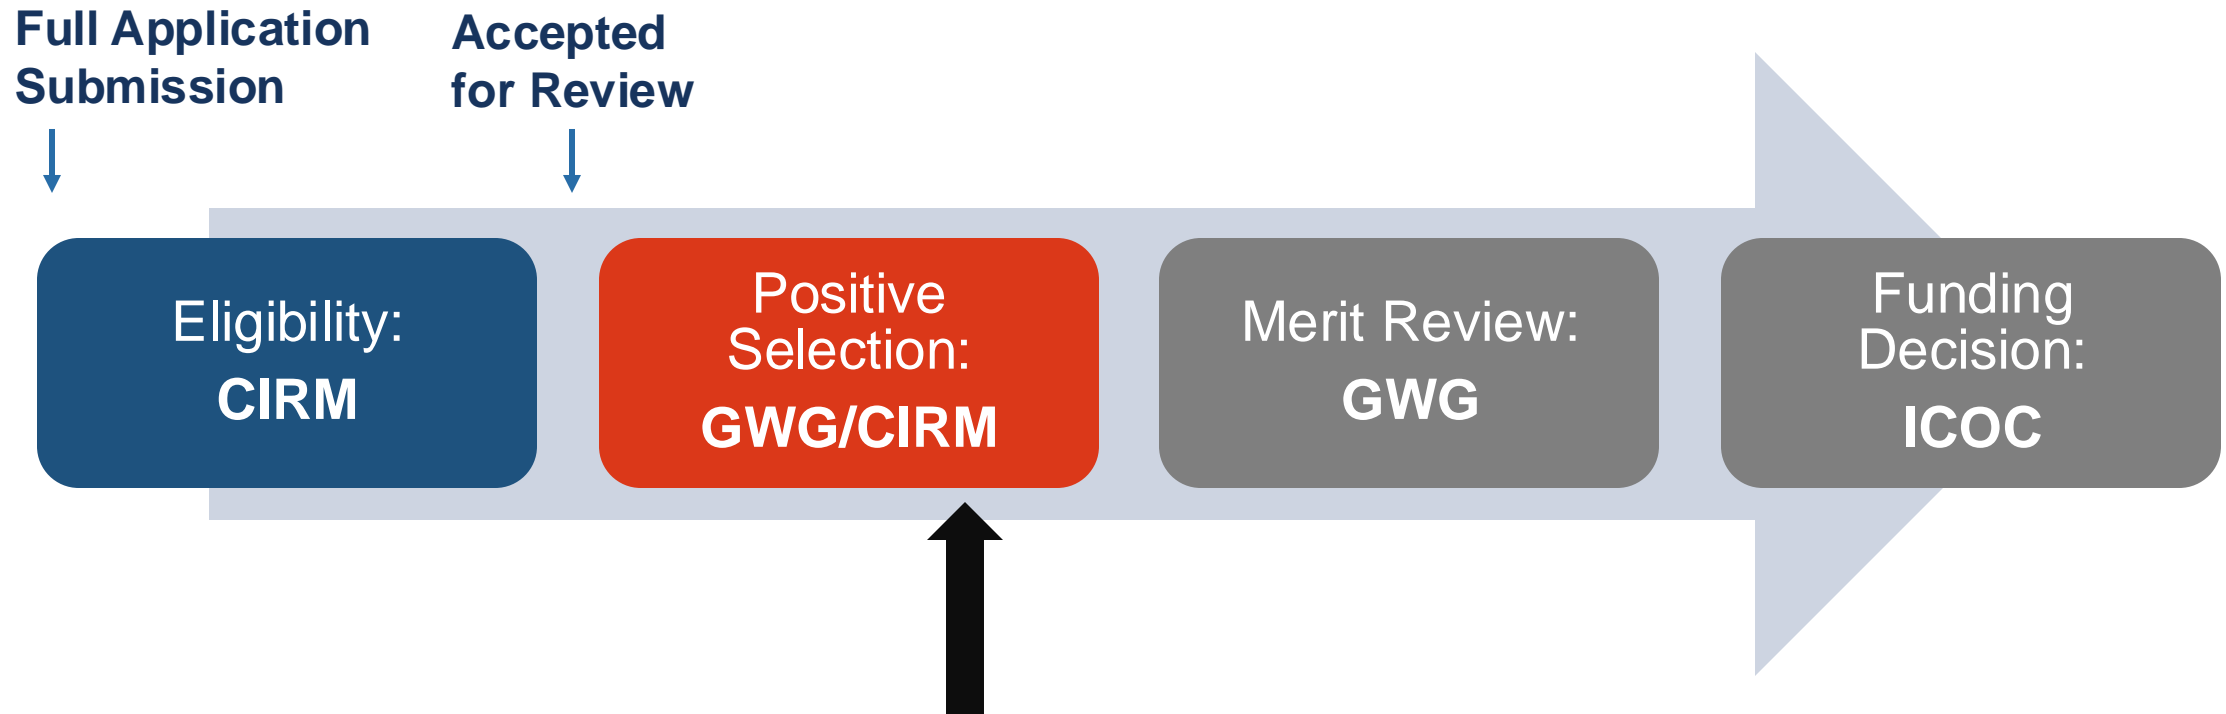 Full Application
Submission
Accepted
for Review
Eligibility:
CIRM
Positive
Selection:
GWG/CIRM
Merit Review:
GWG
Funding
Decision:
ICOC